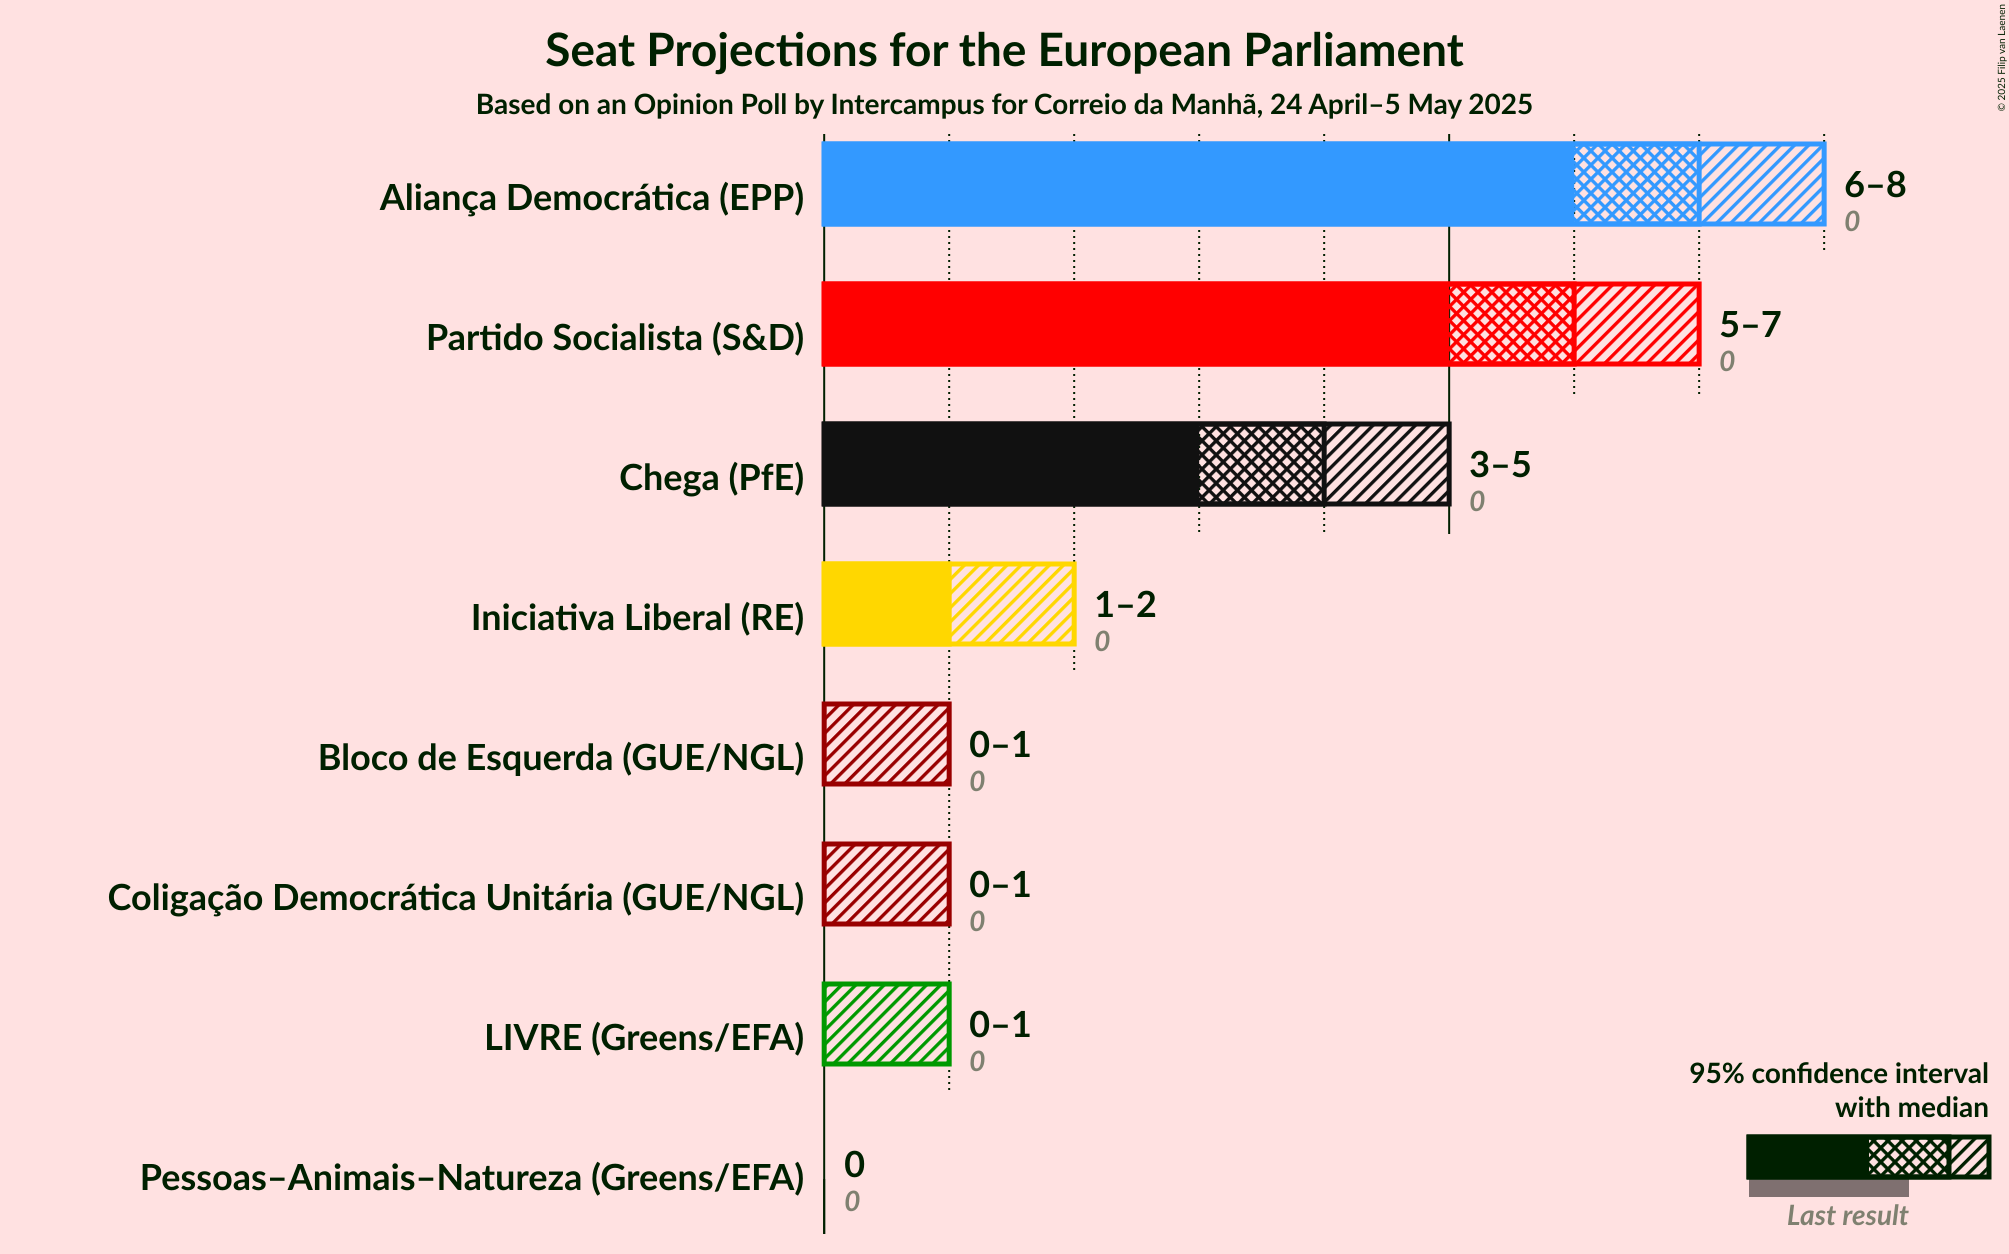 Seat Projections for the European Parliament
Based on an Opinion Poll by Intercampus for Correio da Manhã, 24 April–5 May 2025
© 2025 Filip van Laenen
Aliança Democrática (EPP)
6–8
0
Partido Socialista (S&D)
5–7
0
Chega (PfE)
3–5
0
Iniciativa Liberal (RE)
1–2
0
Bloco de Esquerda (GUE/NGL)
0–1
0
Coligação Democrática Unitária (GUE/NGL)
0–1
0
LIVRE (Greens/EFA)
0–1
0
Pessoas–Animais–Natureza (Greens/EFA)
0
0
95% confidence interval
with median
Last result